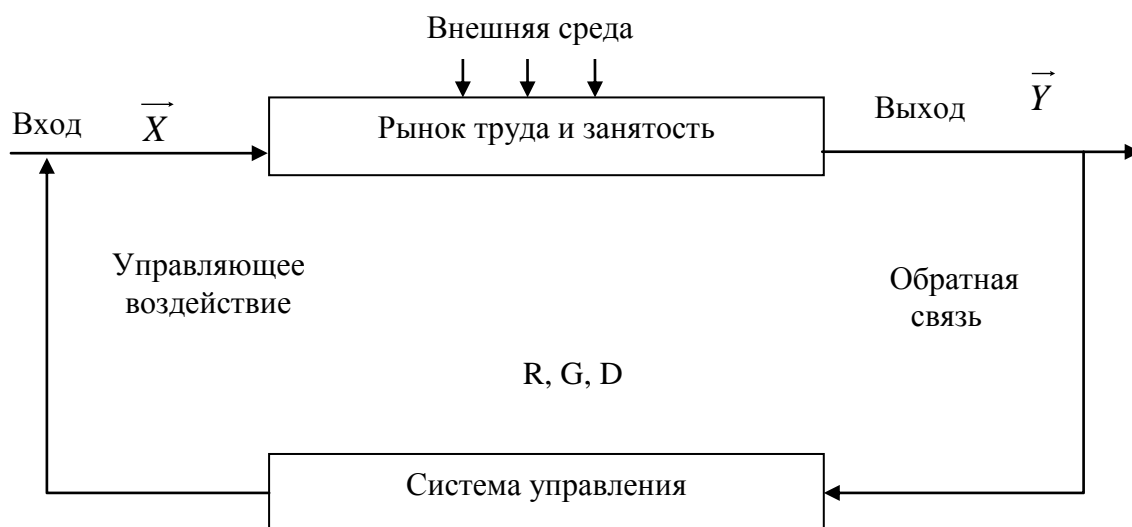 Внешняя среда
Вход
X
Рынок труда и занятость
Выход
Y
Управляющее
воздействие
Обратная
связь
R, G, D
Система управления